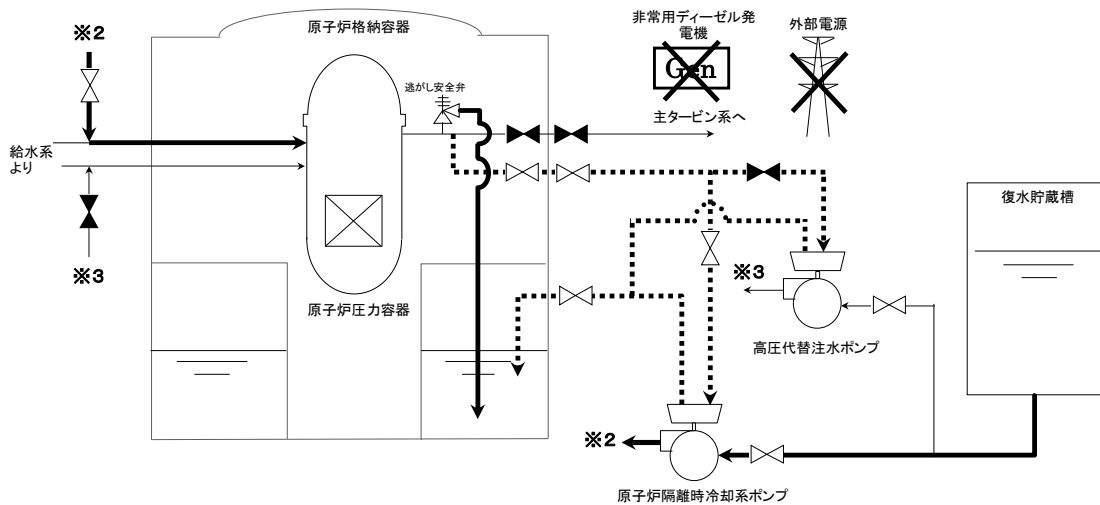 ※2
原子炉格納容器
非常用ディーゼル発
電機
外部電源
Gen
逃がし安全弁
主タービン系へ
給水系
より
復水貯蔵槽
※3
※3
原子炉圧力容器
高圧代替注水ポンプ
※2
原子炉隔離時冷却系ポンプ